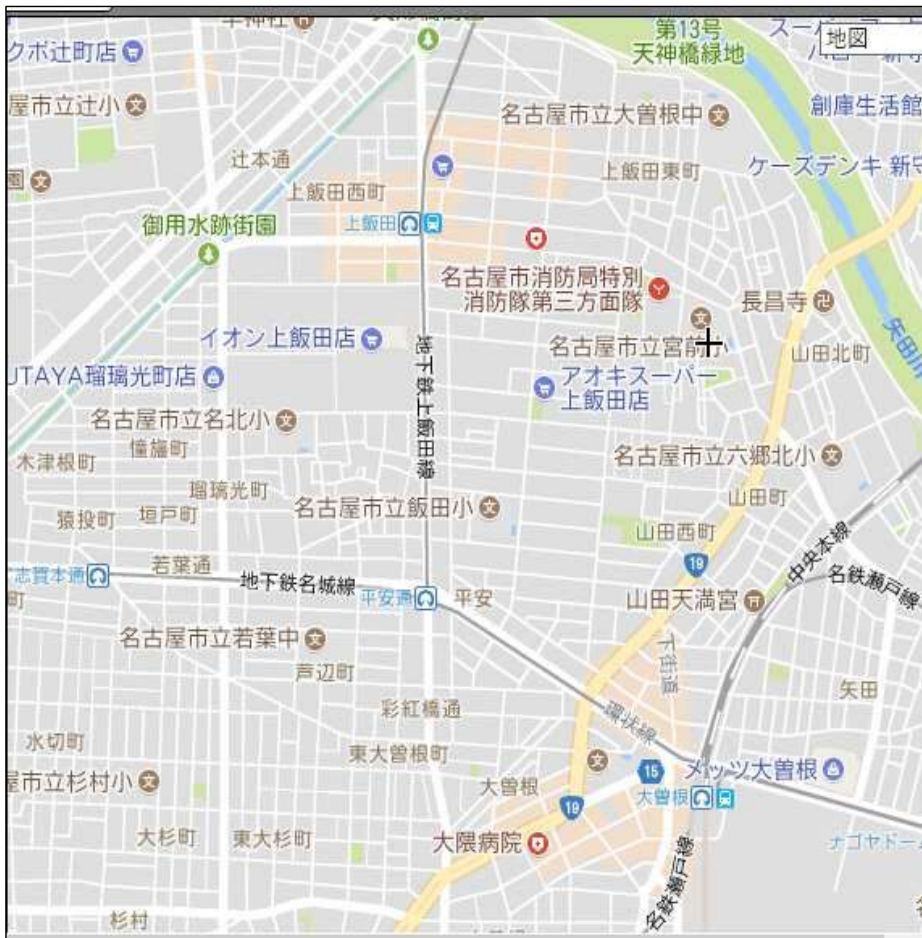 第13号
天神橋緑地
地図
クボ辻町店
屋市立辻小
名古屋市立大曽根中
創庫生活館
辻本通
上飯田東町
ケーズデンキ 新守
園
上飯田西町
御用水跡街園
上飯田
名古屋市消防局特別
消防隊第三方面隊
長昌寺
イオン上飯田店
名古屋市立宮前小
山田北町
矢田川
地下鉄上飯田線
UTAYA瑠璃光町店
アオキスーパー
上飯田店
名古屋市立名北小
憧旛町
木津根町
名古屋市立六郷北小
瑠璃光町
山田町
猿投町
垣戸町
名古屋市立飯田小
山田西町
若葉通
19
中央本線
志賀本通
地下鉄名城線
名鉄瀬戸線
町
平安通
平安
山田天満宮
名古屋市立若葉中
下街道
芦辺町
矢田
彩紅橋通
環状線
水切町
東大曽根町
屋市立杉村小
大曽根
15
メッツ大曽根
19
大曽根
大杉町
東大杉町
大隈病院
ナゴヤドーム
名鉄瀬戸線
杉村